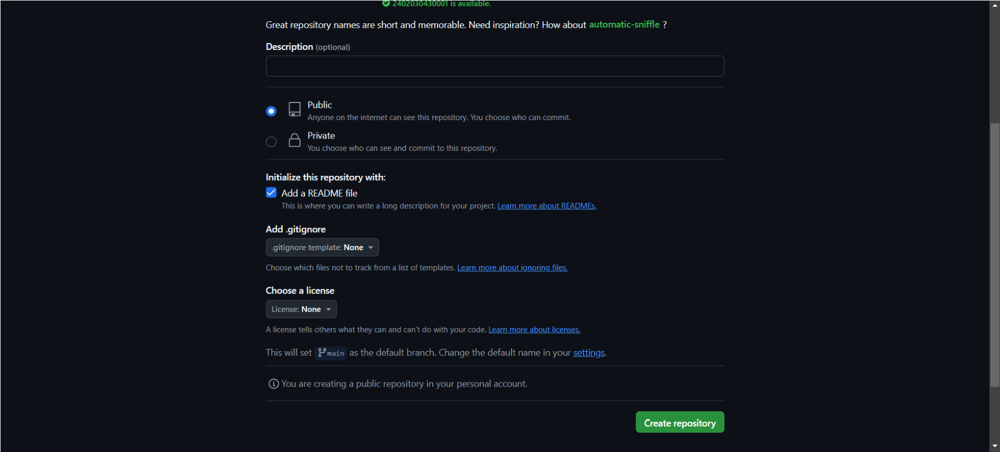 2402030430001 is available.
Great repository names are short and memorable. Need inspiration? How about automatic-sniffle ?
Description (optional)
Public
Anyone on the internet can see this repository. You choose who can commit.
Private
You choose who can see and commit to this repository.
Initialize this repository with:
Add a README file
This is where you can write a long description for your project. Learn more about READMEs.
Add .gitignore
.gitignore template: None
Choose which files not to track from a list of templates. Learn more about ignoring files.
Choose a license
License: None
A license tells others what they can and can't do with your code. Learn more about licenses.
This will set main as the default branch. Change the default name in your settings.
You are creating a public repository in your personal account.
Create repository